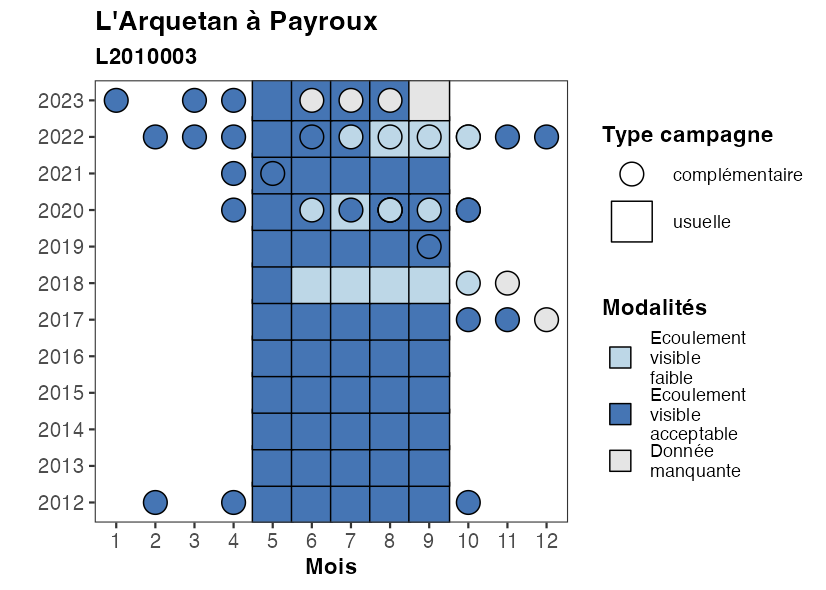 L'Arquetan à Payroux
L2010003
2023
2022
2021
2020
2019
2018
2017
2016
2015
2014
2013
2012
1 2 3 4 5 6 7 8 9 10 11 12
Mois
Type campagne
complémentaire
usuelle
Modalités
Ecoulement
visible
faible
Ecoulement
visible
acceptable
Donnée
manquante